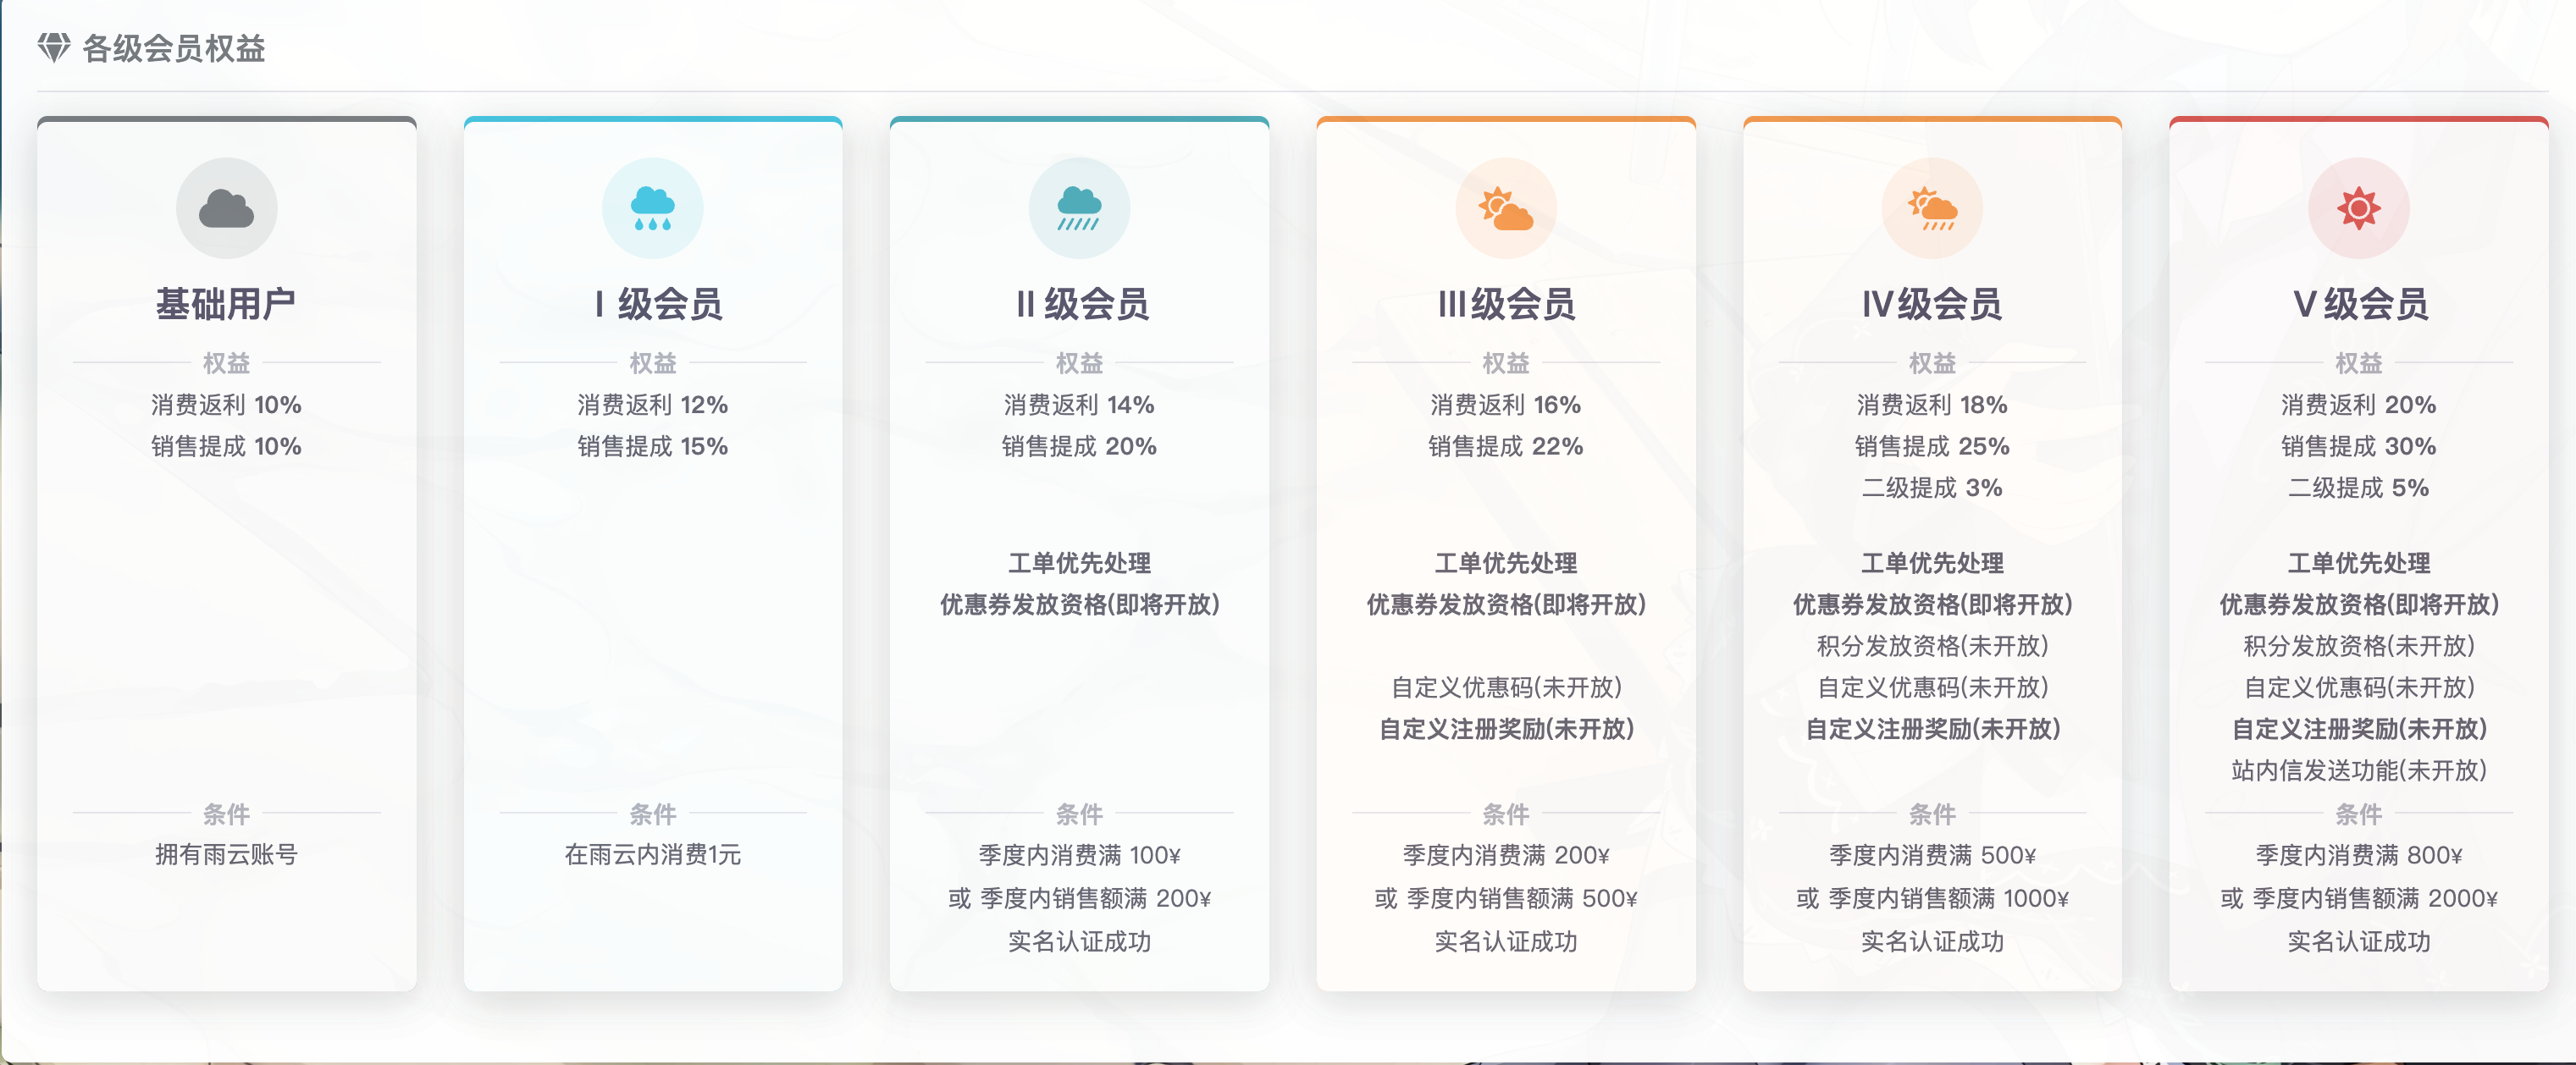 各级会员权益
基础用户
权益
消费返利 10%
销售提成 10%
条件
拥有雨云账号
I 级会员
权益
消费返利 12%
销售提成 15%
条件
在雨云内消费1元
II 级会员
权益
消费返利 14%
销售提成 20%
工单优先处理
优惠券发放资格(即将开放)
条件
季度内消费满 100¥
或 季度内销售额满 200¥
实名认证成功
III级会员
权益
消费返利 16%
销售提成 22%
工单优先处理
优惠券发放资格(即将开放)
自定义优惠码(未开放)
自定义注册奖励(未开放)
条件
季度内消费满 200¥
或 季度内销售额满 500¥
实名认证成功
IV级会员
权益
消费返利 18%
销售提成 25%
二级提成 3%
工单优先处理
优惠券发放资格(即将开放)
积分发放资格(未开放)
自定义优惠码(未开放)
自定义注册奖励(未开放)
条件
季度内消费满 500¥
或 季度内销售额满 1000¥
实名认证成功
V 级会员
权益
消费返利 20%
销售提成 30%
二级提成 5%
工单优先处理
优惠券发放资格(即将开放)
积分发放资格(未开放)
自定义优惠码(未开放)
自定义注册奖励(未开放)
站内信发送功能(未开放)
条件
季度内消费满 800¥
或 季度内销售额满 2000¥
实名认证成功